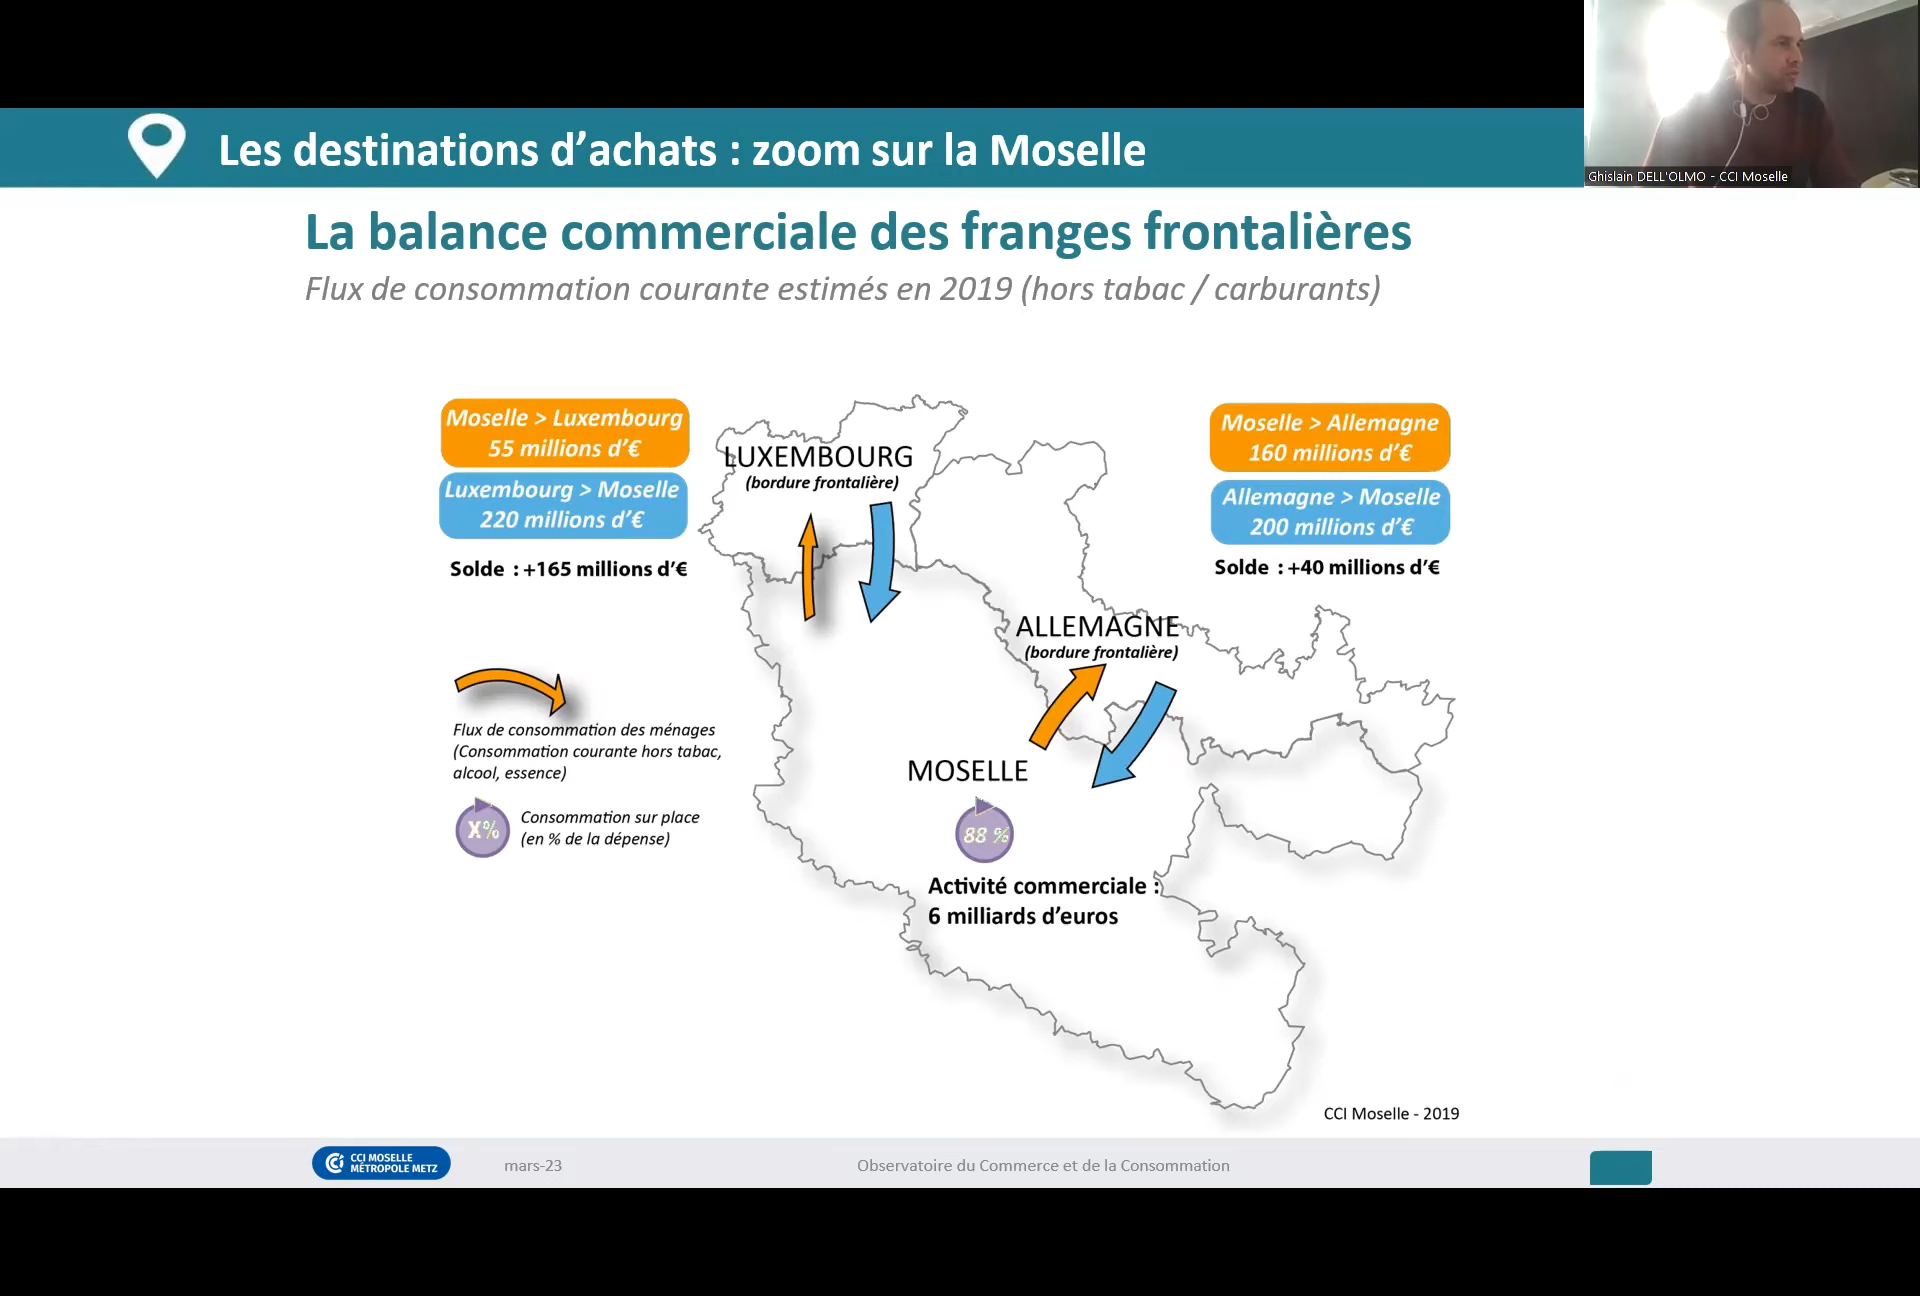 Ghislain DELL'OLMO - CCI Moselle
Les destinations d’achats : zoom sur la Moselle
La balance commerciale des franges frontalières
Flux de consommation courante estimés en 2019 (hors tabac / carburants)
Moselle > Luxembourg
55 millions d’€
Luxembourg > Moselle
220 millions d’€
Solde : +165 millions d’€
LUXEMBOURG
(bordure frontalière)
Moselle > Allemagne
160 millions d’€
Allemagne > Moselle
200 millions d’€
Solde : +40 millions d’€
ALLEMAGNE
(bordure frontalière)
Flux de consommation des ménages
(Consommation courante hors tabac,
alcool, essence)
X%
Consommation sur place
(en % de la dépense)
MOSELLE
88 %
Activité commerciale :
6 milliards d’euros
CCI Moselle - 2019
CCI MOSELLE
MÉTROPOLE METZ
mars-23
Observatoire du Commerce et de la Consommation